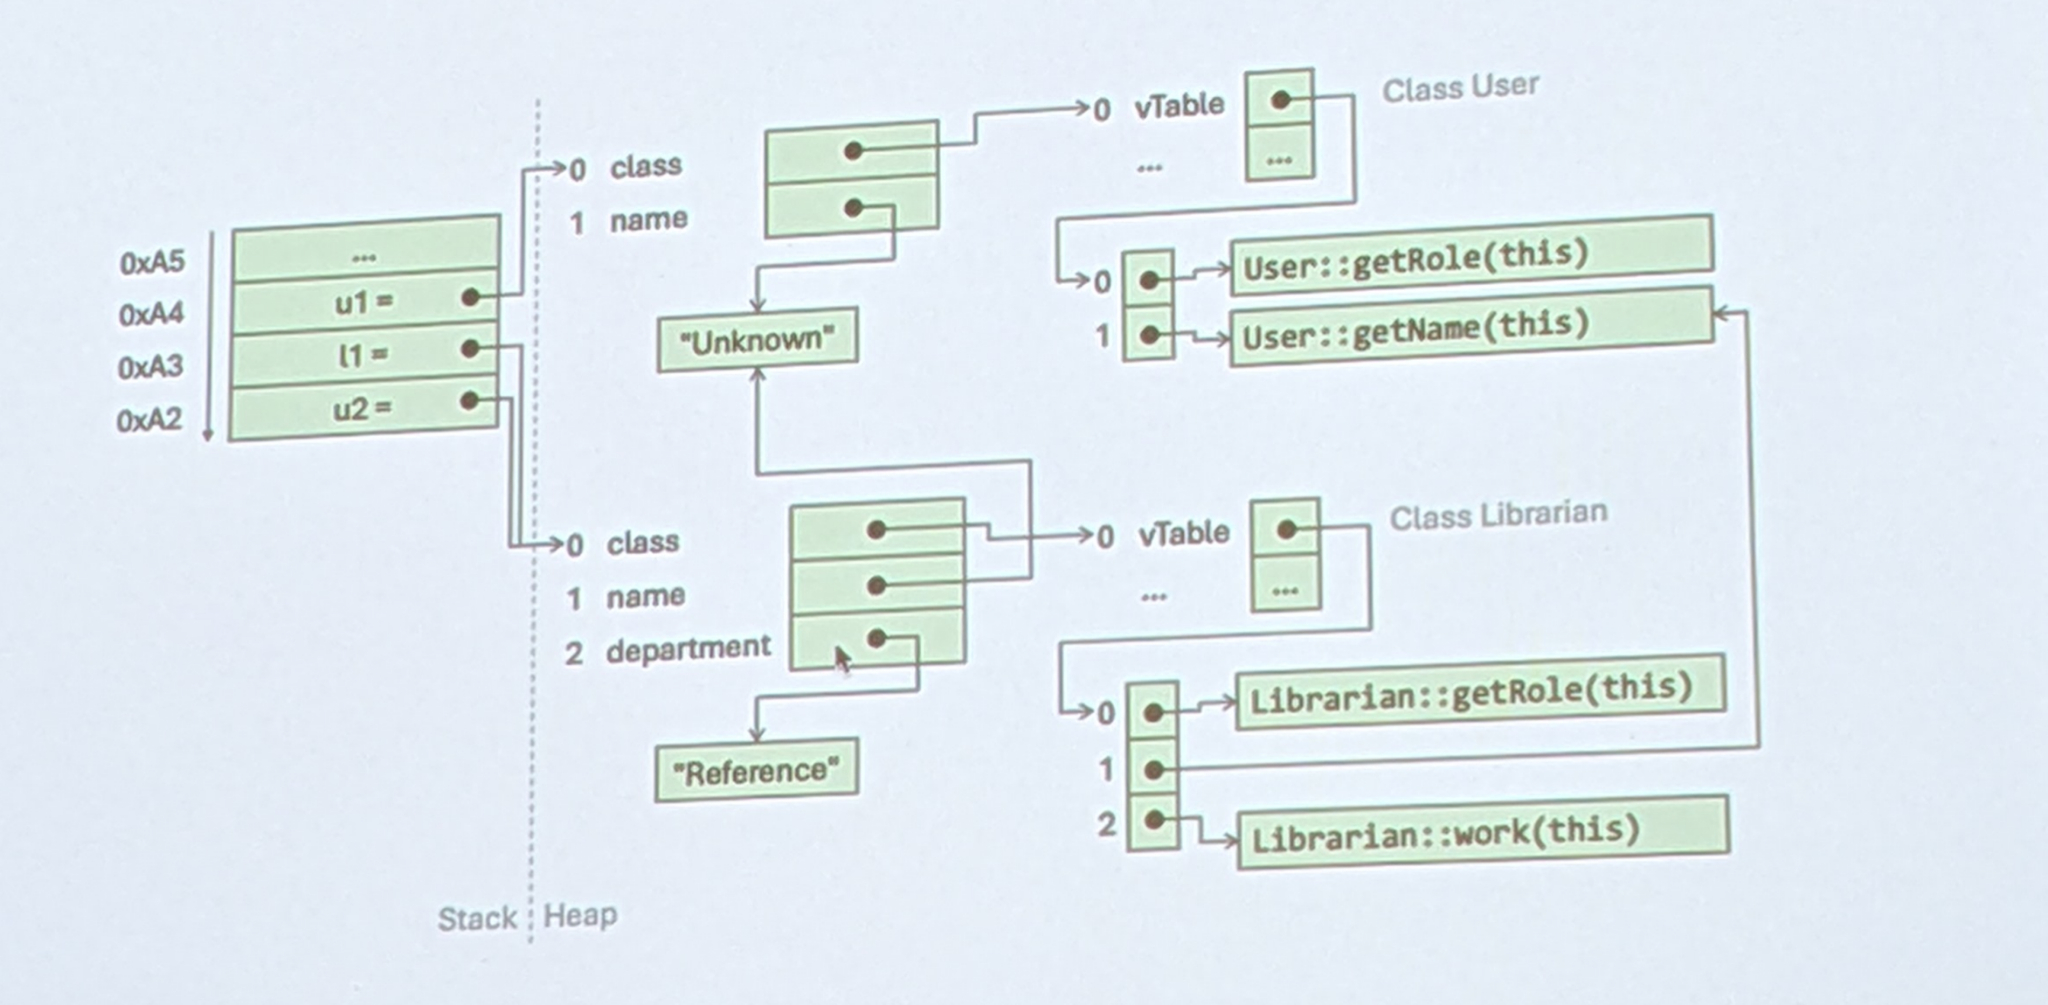 0xA5
0xA4
0xA3
0xA2
...
u1 =
l1 =
u2 =
Stack
Heap
0 class
1 name
"Unknown"
0 vTable
...
...
Class User
0
1
User::getRole(this)
User::getName(this)
0 class
1 name
2 department
"Reference"
0 vTable
...
...
Class Librarian
0
1
2
Librarian::getRole(this)
Librarian::work(this)